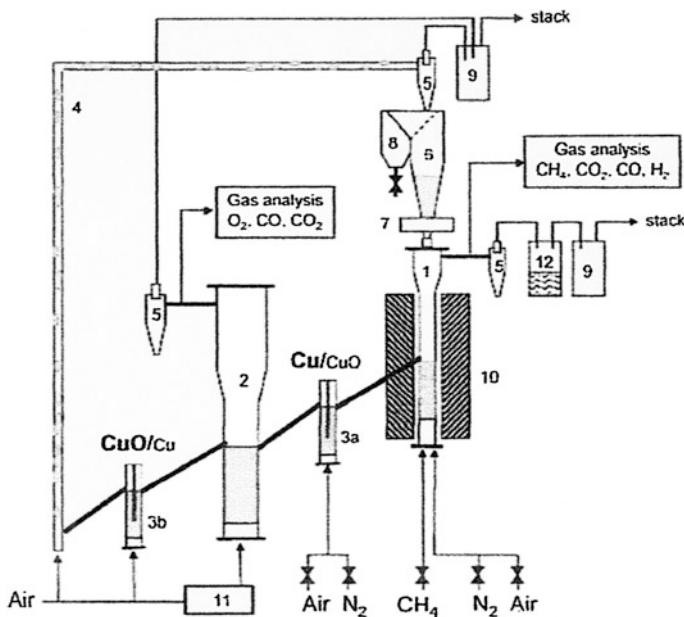 stack
9
5
4
8
6
Gas analysis
CH₄, CO₂, CO, H₂
7
Gas analysis
O₂, CO, CO₂
stack
1
5
12
9
5
2
Cu/CuO
10
CuO/Cu
3a
3b
Air
11
Air
N₂
CH₄
N₂
Air